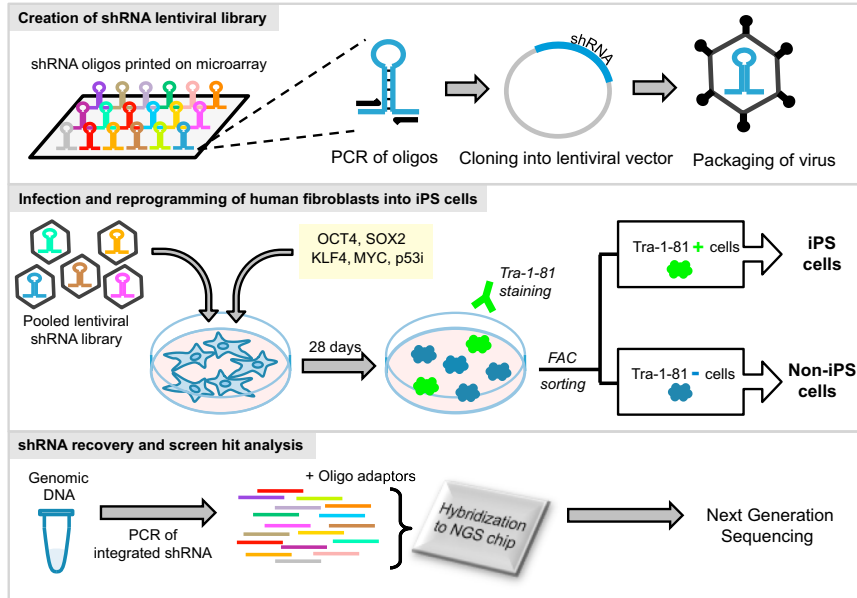 Creation of shRNA lentiviral library
shRNA oligos printed on microarray
shRNA
PCR of oligos
Cloning into lentiviral vector
Packaging of virus
Infection and reprogramming of human fibroblasts into iPS cells
OCT4, SOX2
KLF4, MYC, p53i
Pooled lentiviral
shRNA library
28 days
Tra-1-81
staining
FAC
sorting
Tra-1-81 + cells
iPS
cells
Tra-1-81 - cells
Non-iPS
cells
shRNA recovery and screen hit analysis
Genomic
DNA
PCR of
integrated shRNA
+ Oligo adaptors
Hybridization
to NGS chip
Next Generation
Sequencing